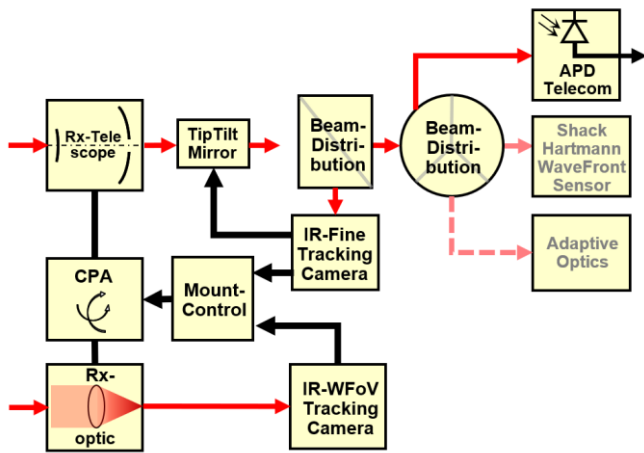 APD
Telecom
Rx-Tele
scope
TipTilt
Mirror
Beam-
Distri-
bution
Beam-
Distri-
bution
Shack
Hartmann
WaveFront
Sensor
IR-Fine
Tracking
Camera
Adaptive
Optics
CPA
Mount-
Control
Rx-
optic
IR-WFoV
Tracking
Camera